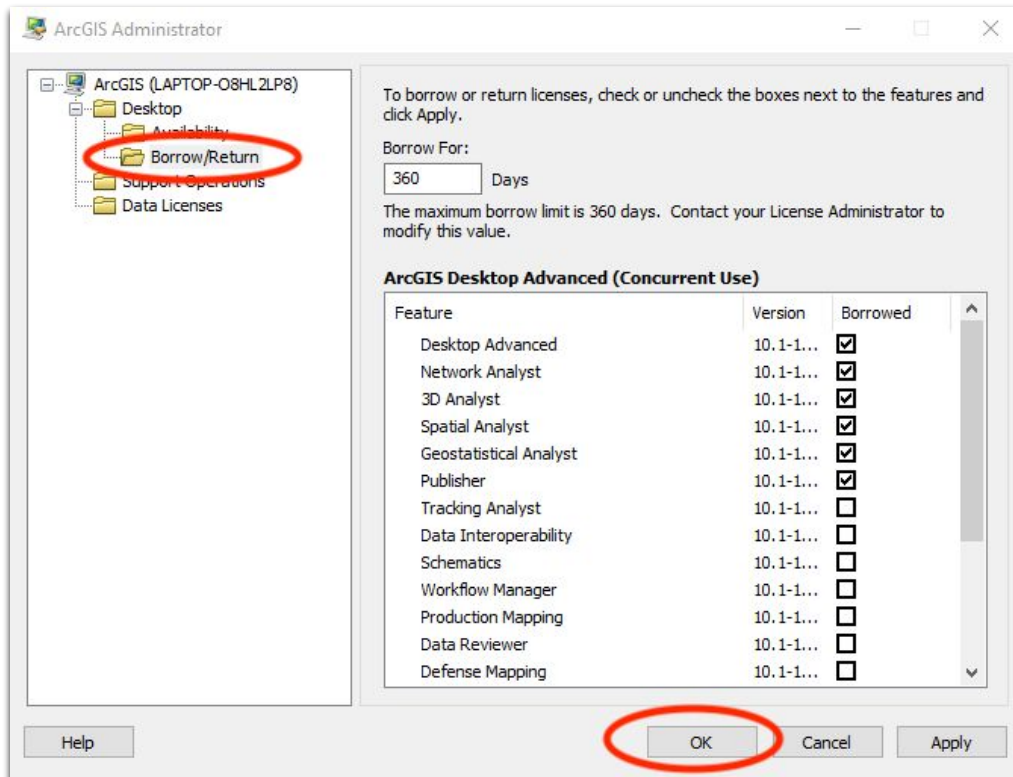 ArcGIS Administrator
ArcGIS (LAPTOP-O8HL2LP8)
Desktop
Availability
Borrow/Return
Support Operations
Data Licenses
To borrow or return licenses, check or uncheck the boxes next to the features and
click Apply.
Borrow For:
360 Days
The maximum borrow limit is 360 days. Contact your License Administrator to
modify this value.
ArcGIS Desktop Advanced (Concurrent Use)
Feature Version Borrowed
Desktop Advanced 10.1-1...
Network Analyst 10.1-1...
3D Analyst 10.1-1...
Spatial Analyst 10.1-1...
Geostatistical Analyst 10.1-1...
Publisher 10.1-1...
Tracking Analyst 10.1-1...
Data Interoperability 10.1-1...
Schematics 10.1-1...
Workflow Manager 10.1-1...
Production Mapping 10.1-1...
Data Reviewer 10.1-1...
Defense Mapping 10.1-1...
Help OK Cancel Apply